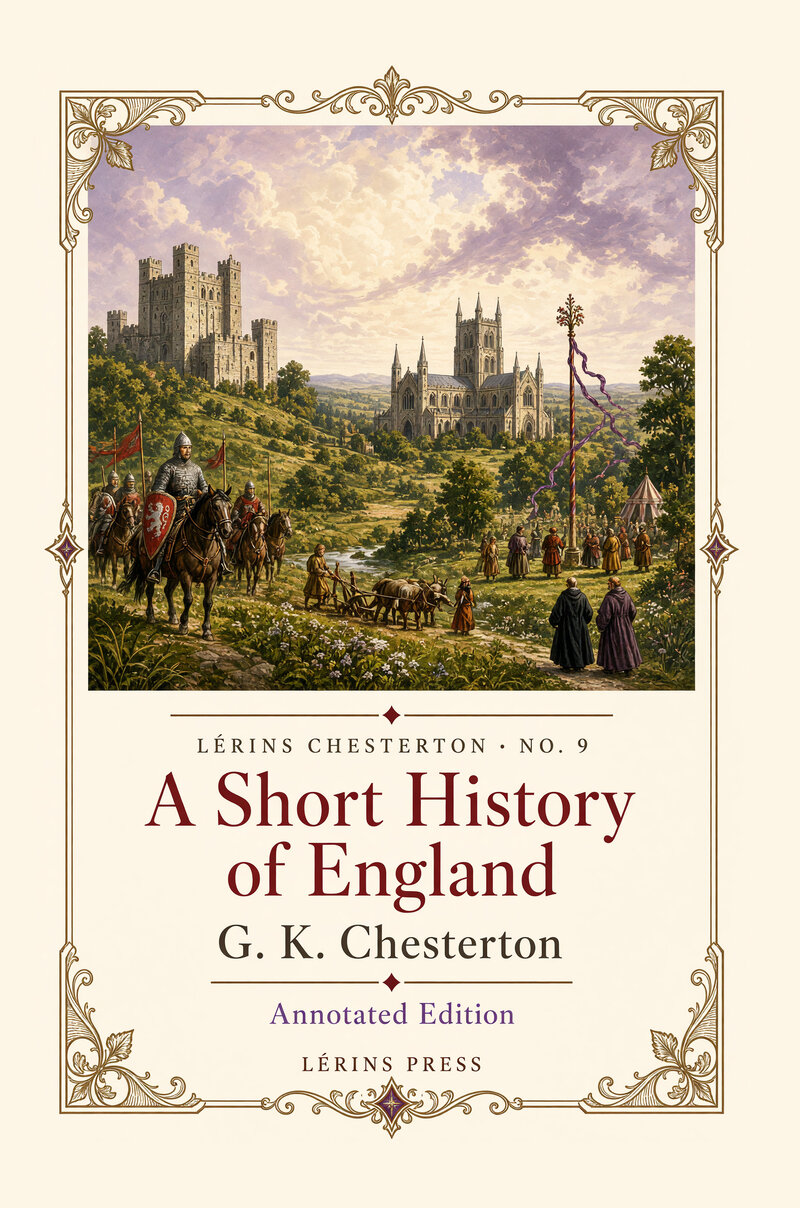 LÉRINS CHESTERTON · NO. 9
A Short History
of England
G. K. Chesterton
Annotated Edition
LÉRINS PRESS